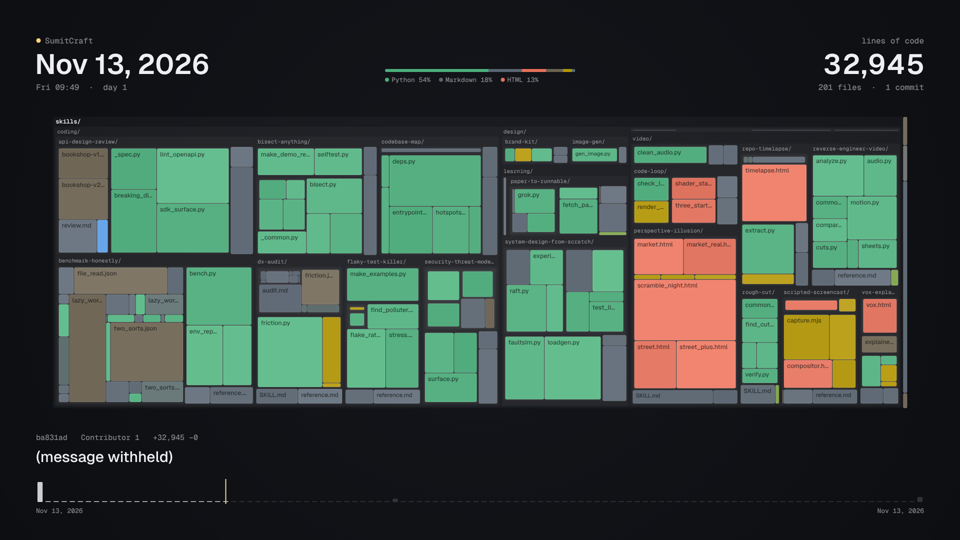 SumitCraft
Nov 13, 2026
Fri 09:49 · day 1
Python 54% Markdown 18% HTML 13%
lines of code
32,945
201 files · 1 commit
skills/
coding/
api-design-review/
bookshop-v1…
_spec.py
lint_openapi.py
bookshop-v2…
breaking_di…
sdk_surface.py
review.md
bisect-anything/
make_demo_re…
selftest.py
bisect.py
_common.py
codebase-map/
deps.py
entrypoint…
hotspots…
benchmark-honestly/
file_read.json
bench.py
lazy_wor…
lazy_wor…
two_sorts.json
env_rep…
two_sorts…
reference…
dx-audit/
friction.j…
audit.md
friction.py
SKILL.md
reference.md
flaky-test-killer/
make_examples.py
find_polluter…
flake_rat…
stress…
reference.md
security-threat-mode…
surface.py
design/
brand-kit/
image-gen/
gen_image.py
learning/
paper-to-runnable/
grok.py
fetch_pa…
system-design-from-scratch/
experi…
raft.py
test_li…
faultsim.py
loadgen.py
video/
clean_audio.py
code-loop/
check_l…
shader_sta…
render_…
three_start…
perspective-illusion/
market.html
market_real.h…
scramble_night.html
street.html
street_plus.html
SKILL.md
repo-timelapse/
timelapse.html
extract.py
reverse-engineer-video/
analyze.py
audio.py
commo…
motion.py
compar…
cuts.py
sheets.py
reference.md
rough-cut/
common…
find_cut…
verify.py
SKILL.md
scripted-screencast/
capture.mjs
compositor.h…
reference.md
vox-expla…
vox.html
explaine…
ba831ad Contributor 1 +32,945 −0
(message withheld)
Nov 13, 2026
Nov 13, 2026